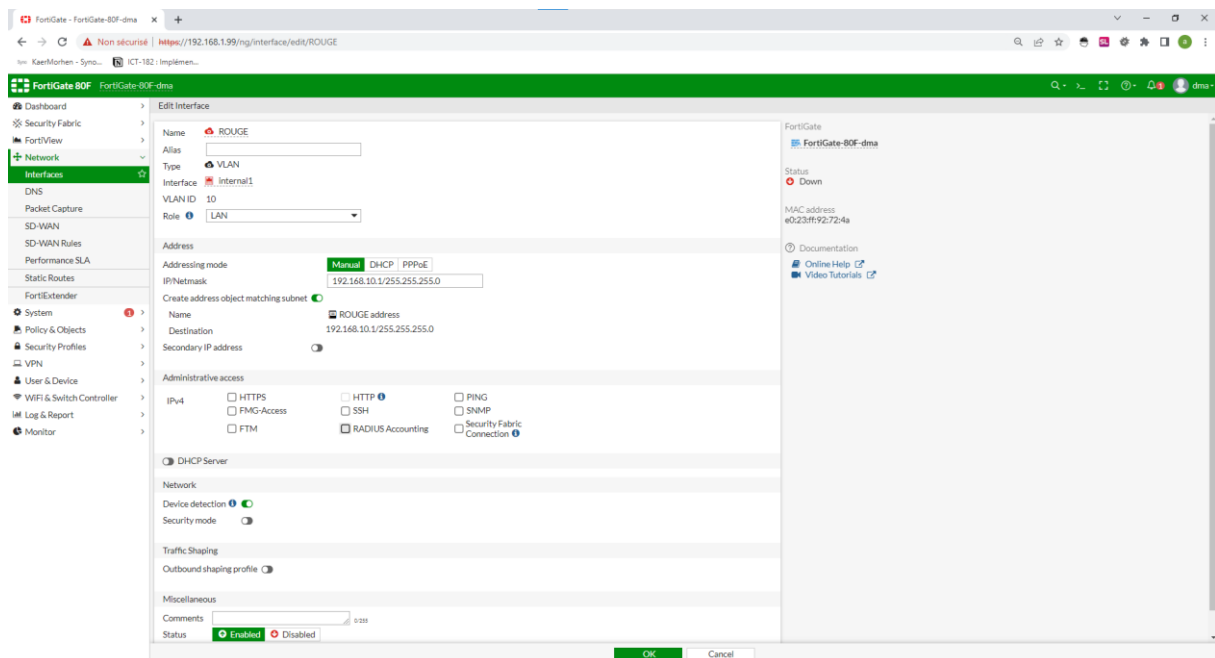 FortiGate - FortiGate-80F-dma
Non sécurisé | https://192.168.1.99/ng/interface/edit/ROUGE
KaerMorhen - Syno... ICT-182 : Implémen...
FortiGate 80F FortiGate-80F-dma
dma
Dashboard
Security Fabric
FortiView
Network
Interfaces
DNS
Packet Capture
SD-WAN
SD-WAN Rules
Performance SLA
Static Routes
FortiExtender
System 1
Policy & Objects
Security Profiles
VPN
User & Device
WiFi & Switch Controller
Log & Report
Monitor
Edit Interface
Name ROUGE
Alias
Type VLAN
Interface internal1
VLAN ID 10
Role LAN
Address
Addressing mode Manual DHCP PPPoE
IP/Netmask 192.168.10.1/255.255.255.0
Create address object matching subnet
Name ROUGE address
Destination 192.168.10.1/255.255.255.0
Secondary IP address
Administrative access
IPv4 HTTPS HTTP PING
FMG-Access SSH SNMP
FTM RADIUS Accounting Security Fabric
Connection
DHCP Server
Network
Device detection
Security mode
Traffic Shaping
Outbound shaping profile
Miscellaneous
Comments 0/255
Status Enabled Disabled
OK Cancel
FortiGate
FortiGate-80F-dma
Status
Down
MAC address
e0:23:ff:92:72:4a
Documentation
Online Help
Video Tutorials